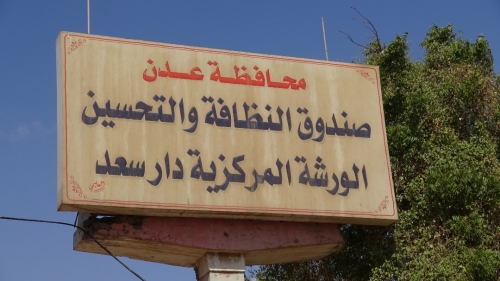 محافظة عدن
صندوق النظافة والتحسين
الورشة المركزية دار سعد